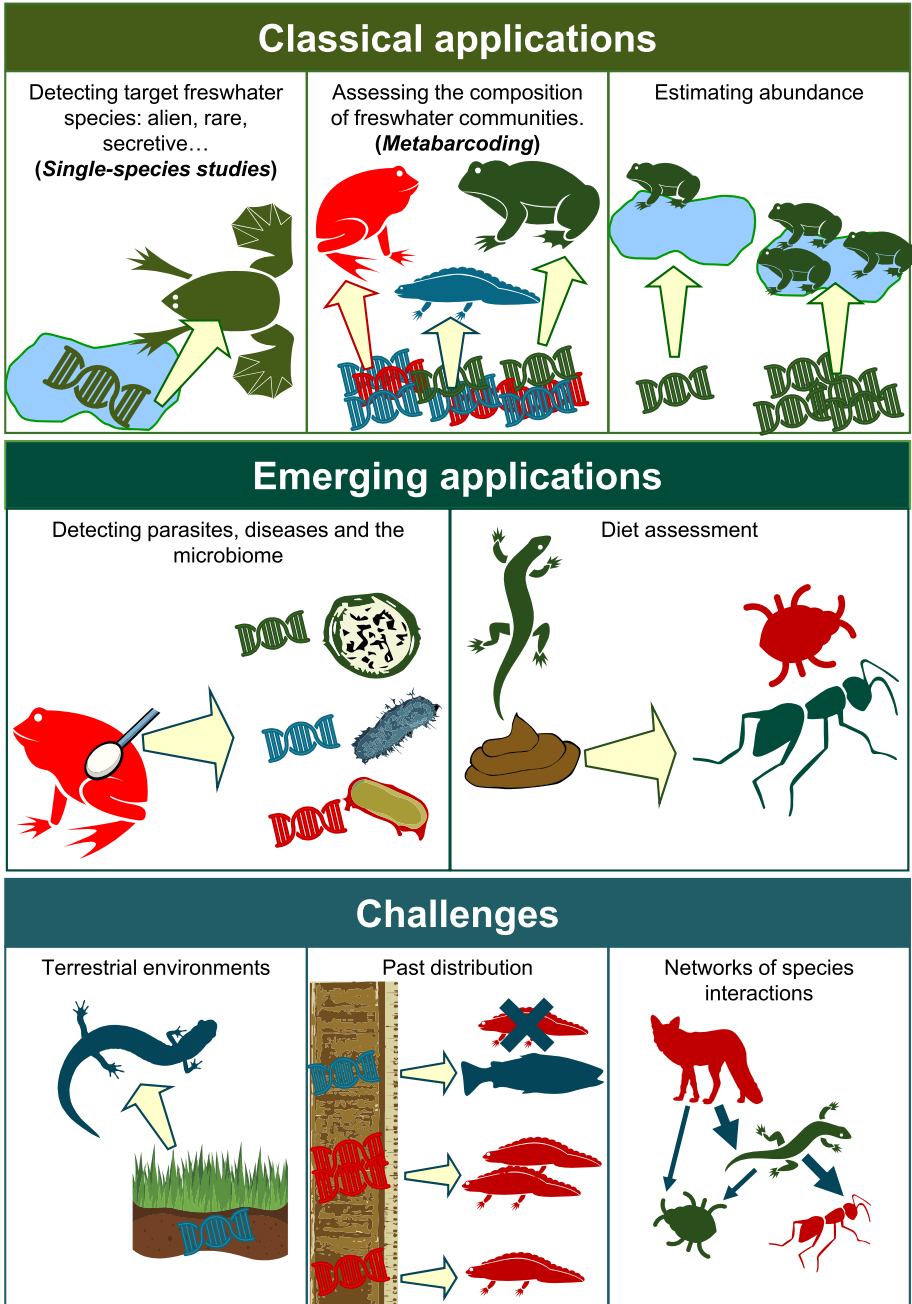 Classical applications
Detecting target freswhater
species: alien, rare,
secretive…
(Single-species studies)
Assessing the composition
of freswhater communities.
(Metabarcoding)
Estimating abundance
Emerging applications
Detecting parasites, diseases and the
microbiome
Diet assessment
Challenges
Terrestrial environments
Past distribution
Networks of species
interactions